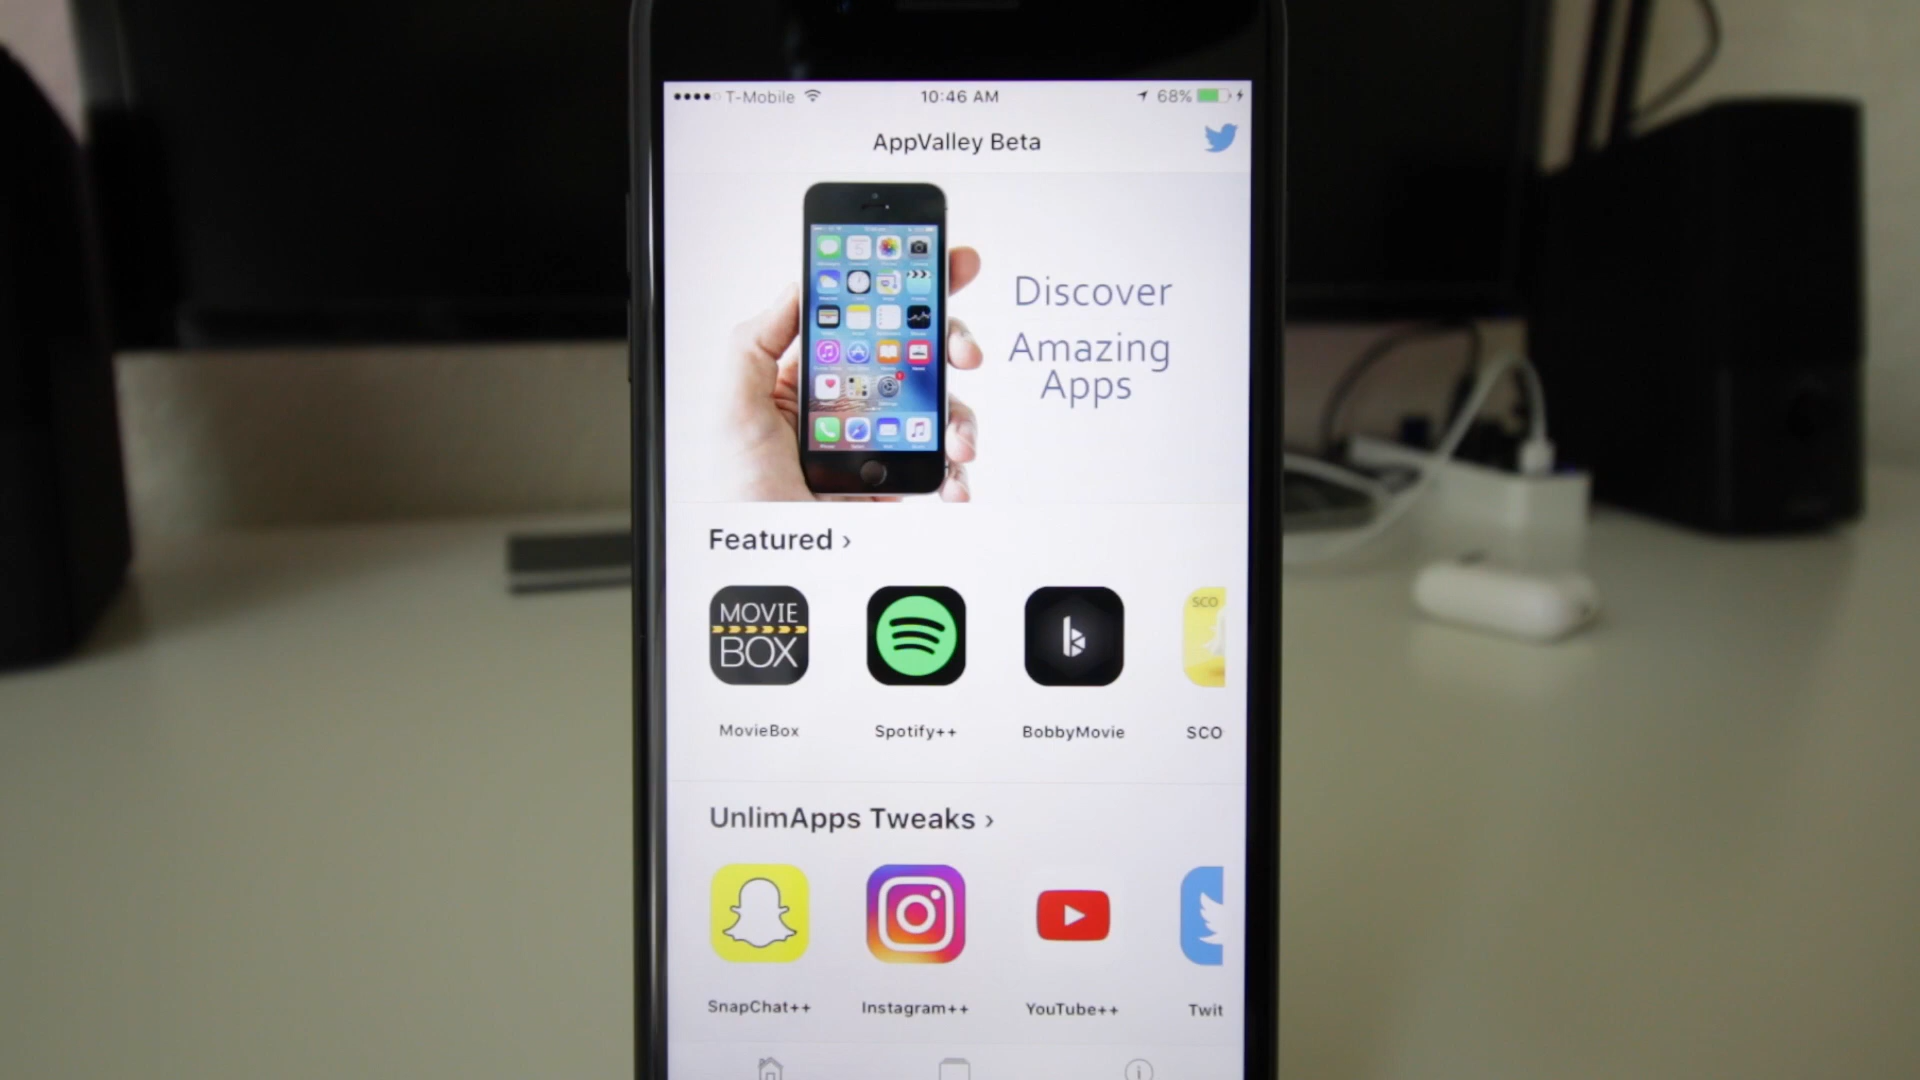 T-Mobile 10:46 AM 68%
AppValley Beta
Discover
Amazing
Apps
Featured ›
MOVIE
BOX
SCO
MovieBox Spotify++ BobbyMovie SCO
UnlimApps Tweaks ›
SnapChat++ Instagram++ YouTube++ Twit